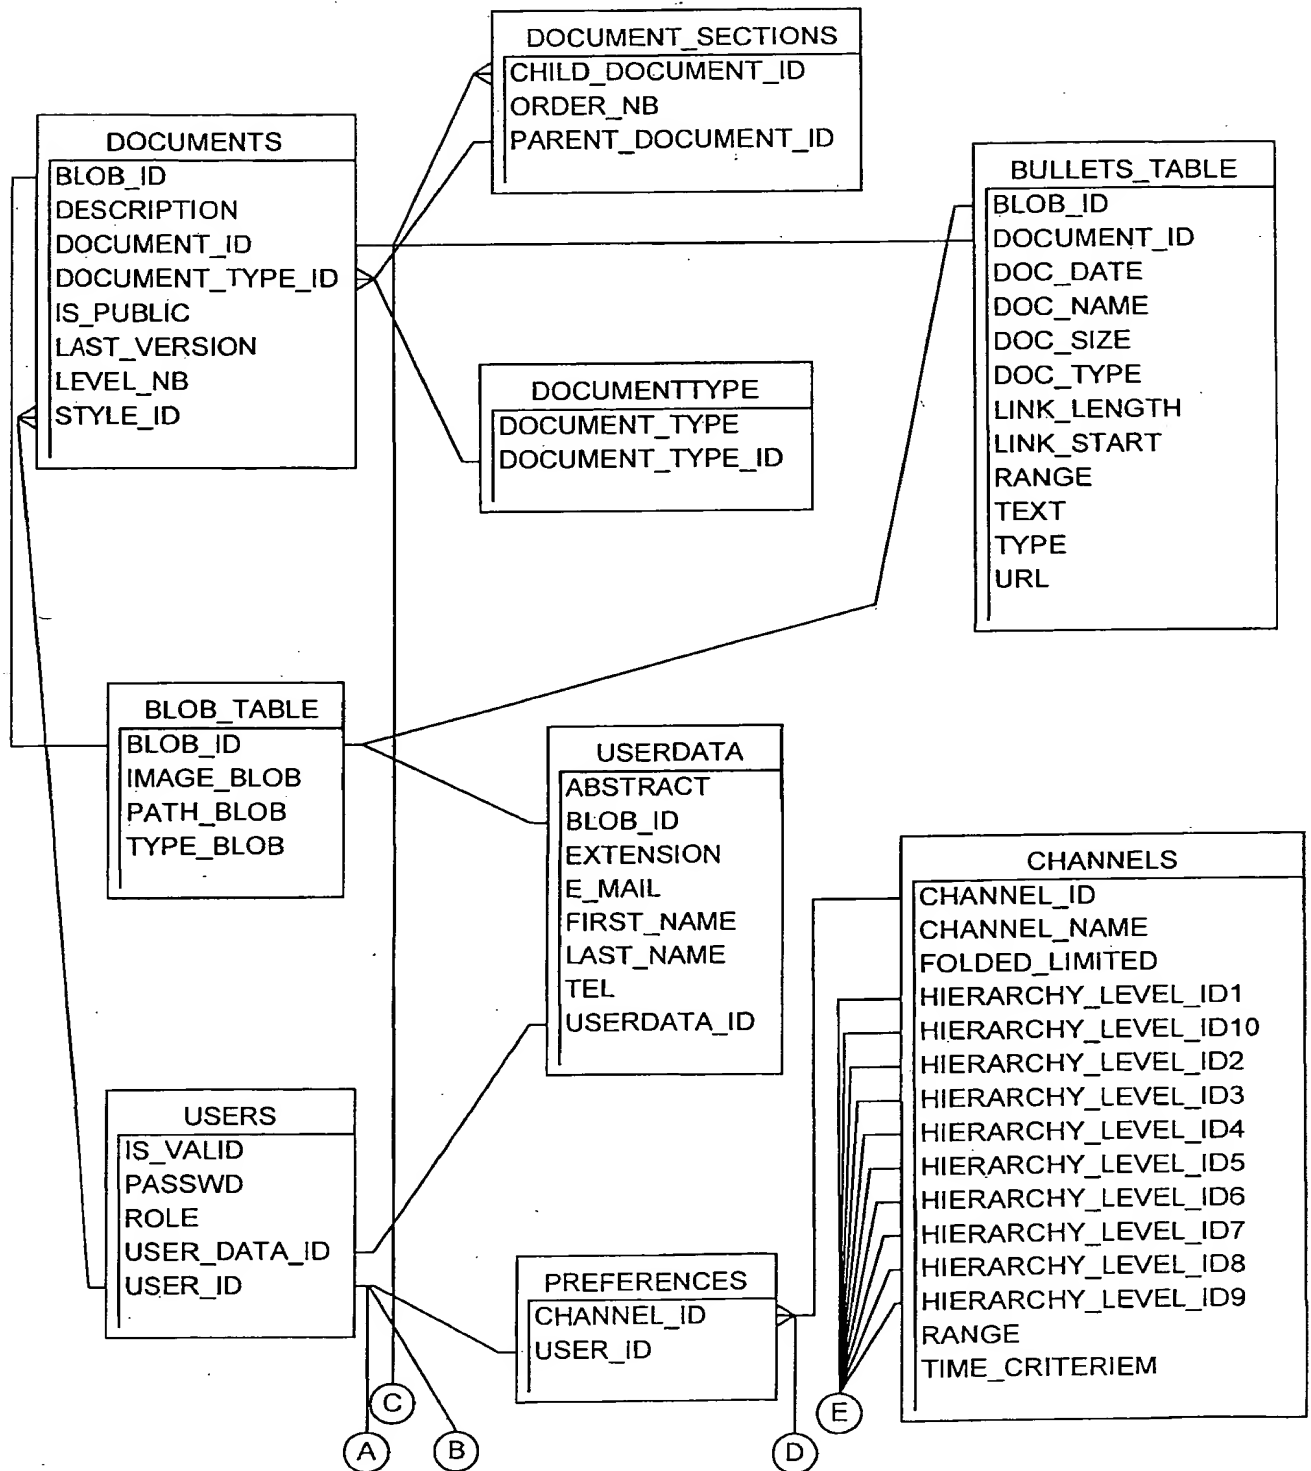 DOCUMENT_SECTIONS
CHILD_DOCUMENT_ID
ORDER_NB
PARENT_DOCUMENT_ID
DOCUMENTS
BLOB_ID
DESCRIPTION
DOCUMENT_ID
DOCUMENT_TYPE_ID
IS_PUBLIC
LAST_VERSION
LEVEL_NB
STYLE_ID
BULLETS_TABLE
BLOB_ID
DOCUMENT_ID
DOC_DATE
DOC_NAME
DOC_SIZE
DOC_TYPE
LINK_LENGTH
LINK_START
RANGE
TEXT
TYPE
URL
DOCUMENTTYPE
DOCUMENT_TYPE
DOCUMENT_TYPE_ID
BLOB_TABLE
BLOB_ID
IMAGE_BLOB
PATH_BLOB
TYPE_BLOB
USERDATA
ABSTRACT
BLOB_ID
EXTENSION
E_MAIL
FIRST_NAME
LAST_NAME
TEL
USERDATA_ID
CHANNELS
CHANNEL_ID
CHANNEL_NAME
FOLDED_LIMITED
HIERARCHY_LEVEL_ID1
HIERARCHY_LEVEL_ID10
HIERARCHY_LEVEL_ID2
HIERARCHY_LEVEL_ID3
HIERARCHY_LEVEL_ID4
HIERARCHY_LEVEL_ID5
HIERARCHY_LEVEL_ID6
HIERARCHY_LEVEL_ID7
HIERARCHY_LEVEL_ID8
HIERARCHY_LEVEL_ID9
RANGE
TIME_CRITERIEM
USERS
IS_VALID
PASSWD
ROLE
USER_DATA_ID
USER_ID
PREFERENCES
CHANNEL_ID
USER_ID
C
E
A
B
D